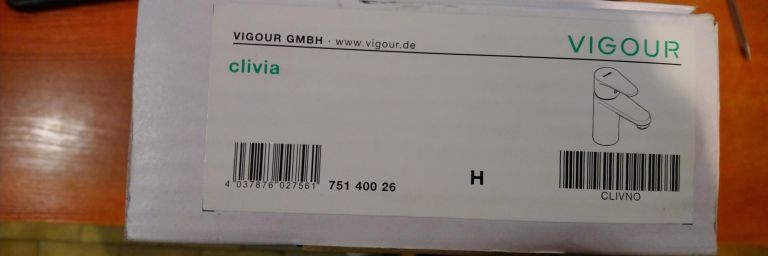 VIGOUR GMBH · www.vigour.de
VIGOUR
clivia
4 037876 027561
751 400 26
H
CLIVNO